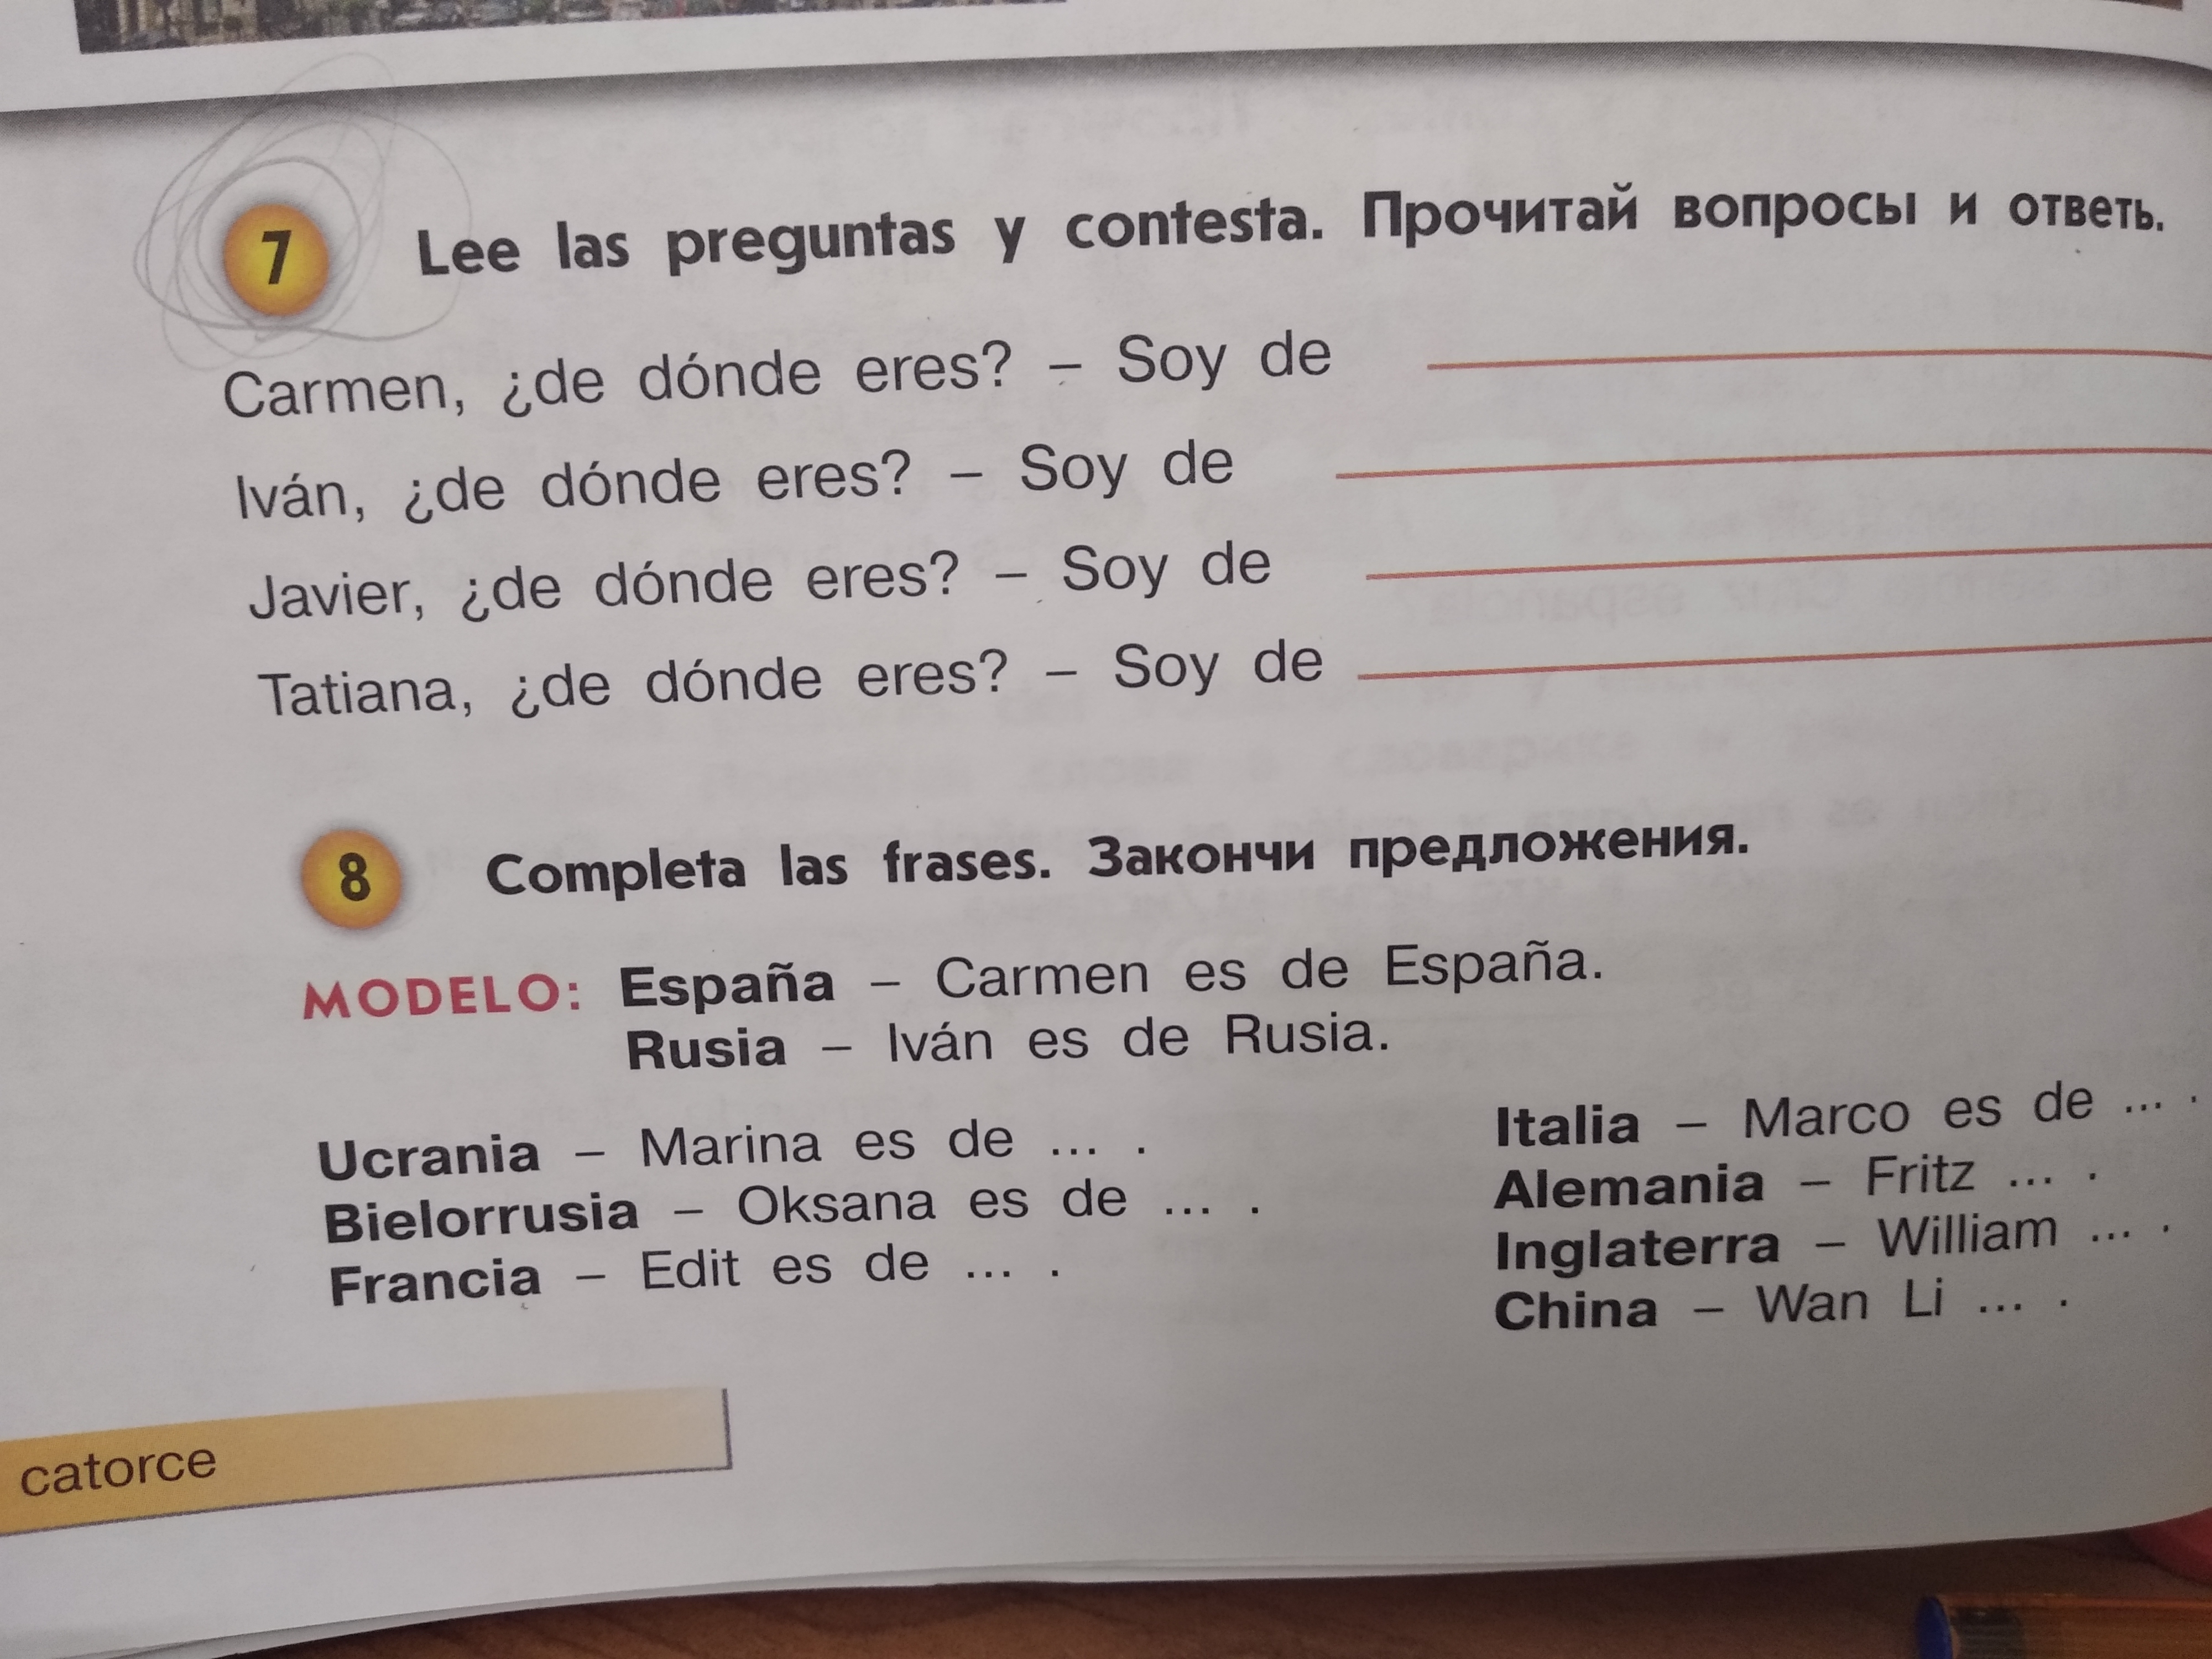 7 Lee las preguntas y contesta. Прочитай вопросы и ответь.
Carmen, ¿de dónde eres? – Soy de
Iván, ¿de dónde eres? – Soy de
Javier, ¿de dónde eres? – Soy de
Tatiana, ¿de dónde eres? – Soy de
8 Completa las frases. Закончи предложения.
MODELO: España – Carmen es de España.
Rusia – Iván es de Rusia.
Ucrania – Marina es de ... .
Bielorrusia – Oksana es de ... .
Francia – Edit es de ... .
Italia – Marco es de ... .
Alemania – Fritz ... .
Inglaterra – William ... .
China – Wan Li ... .
catorce